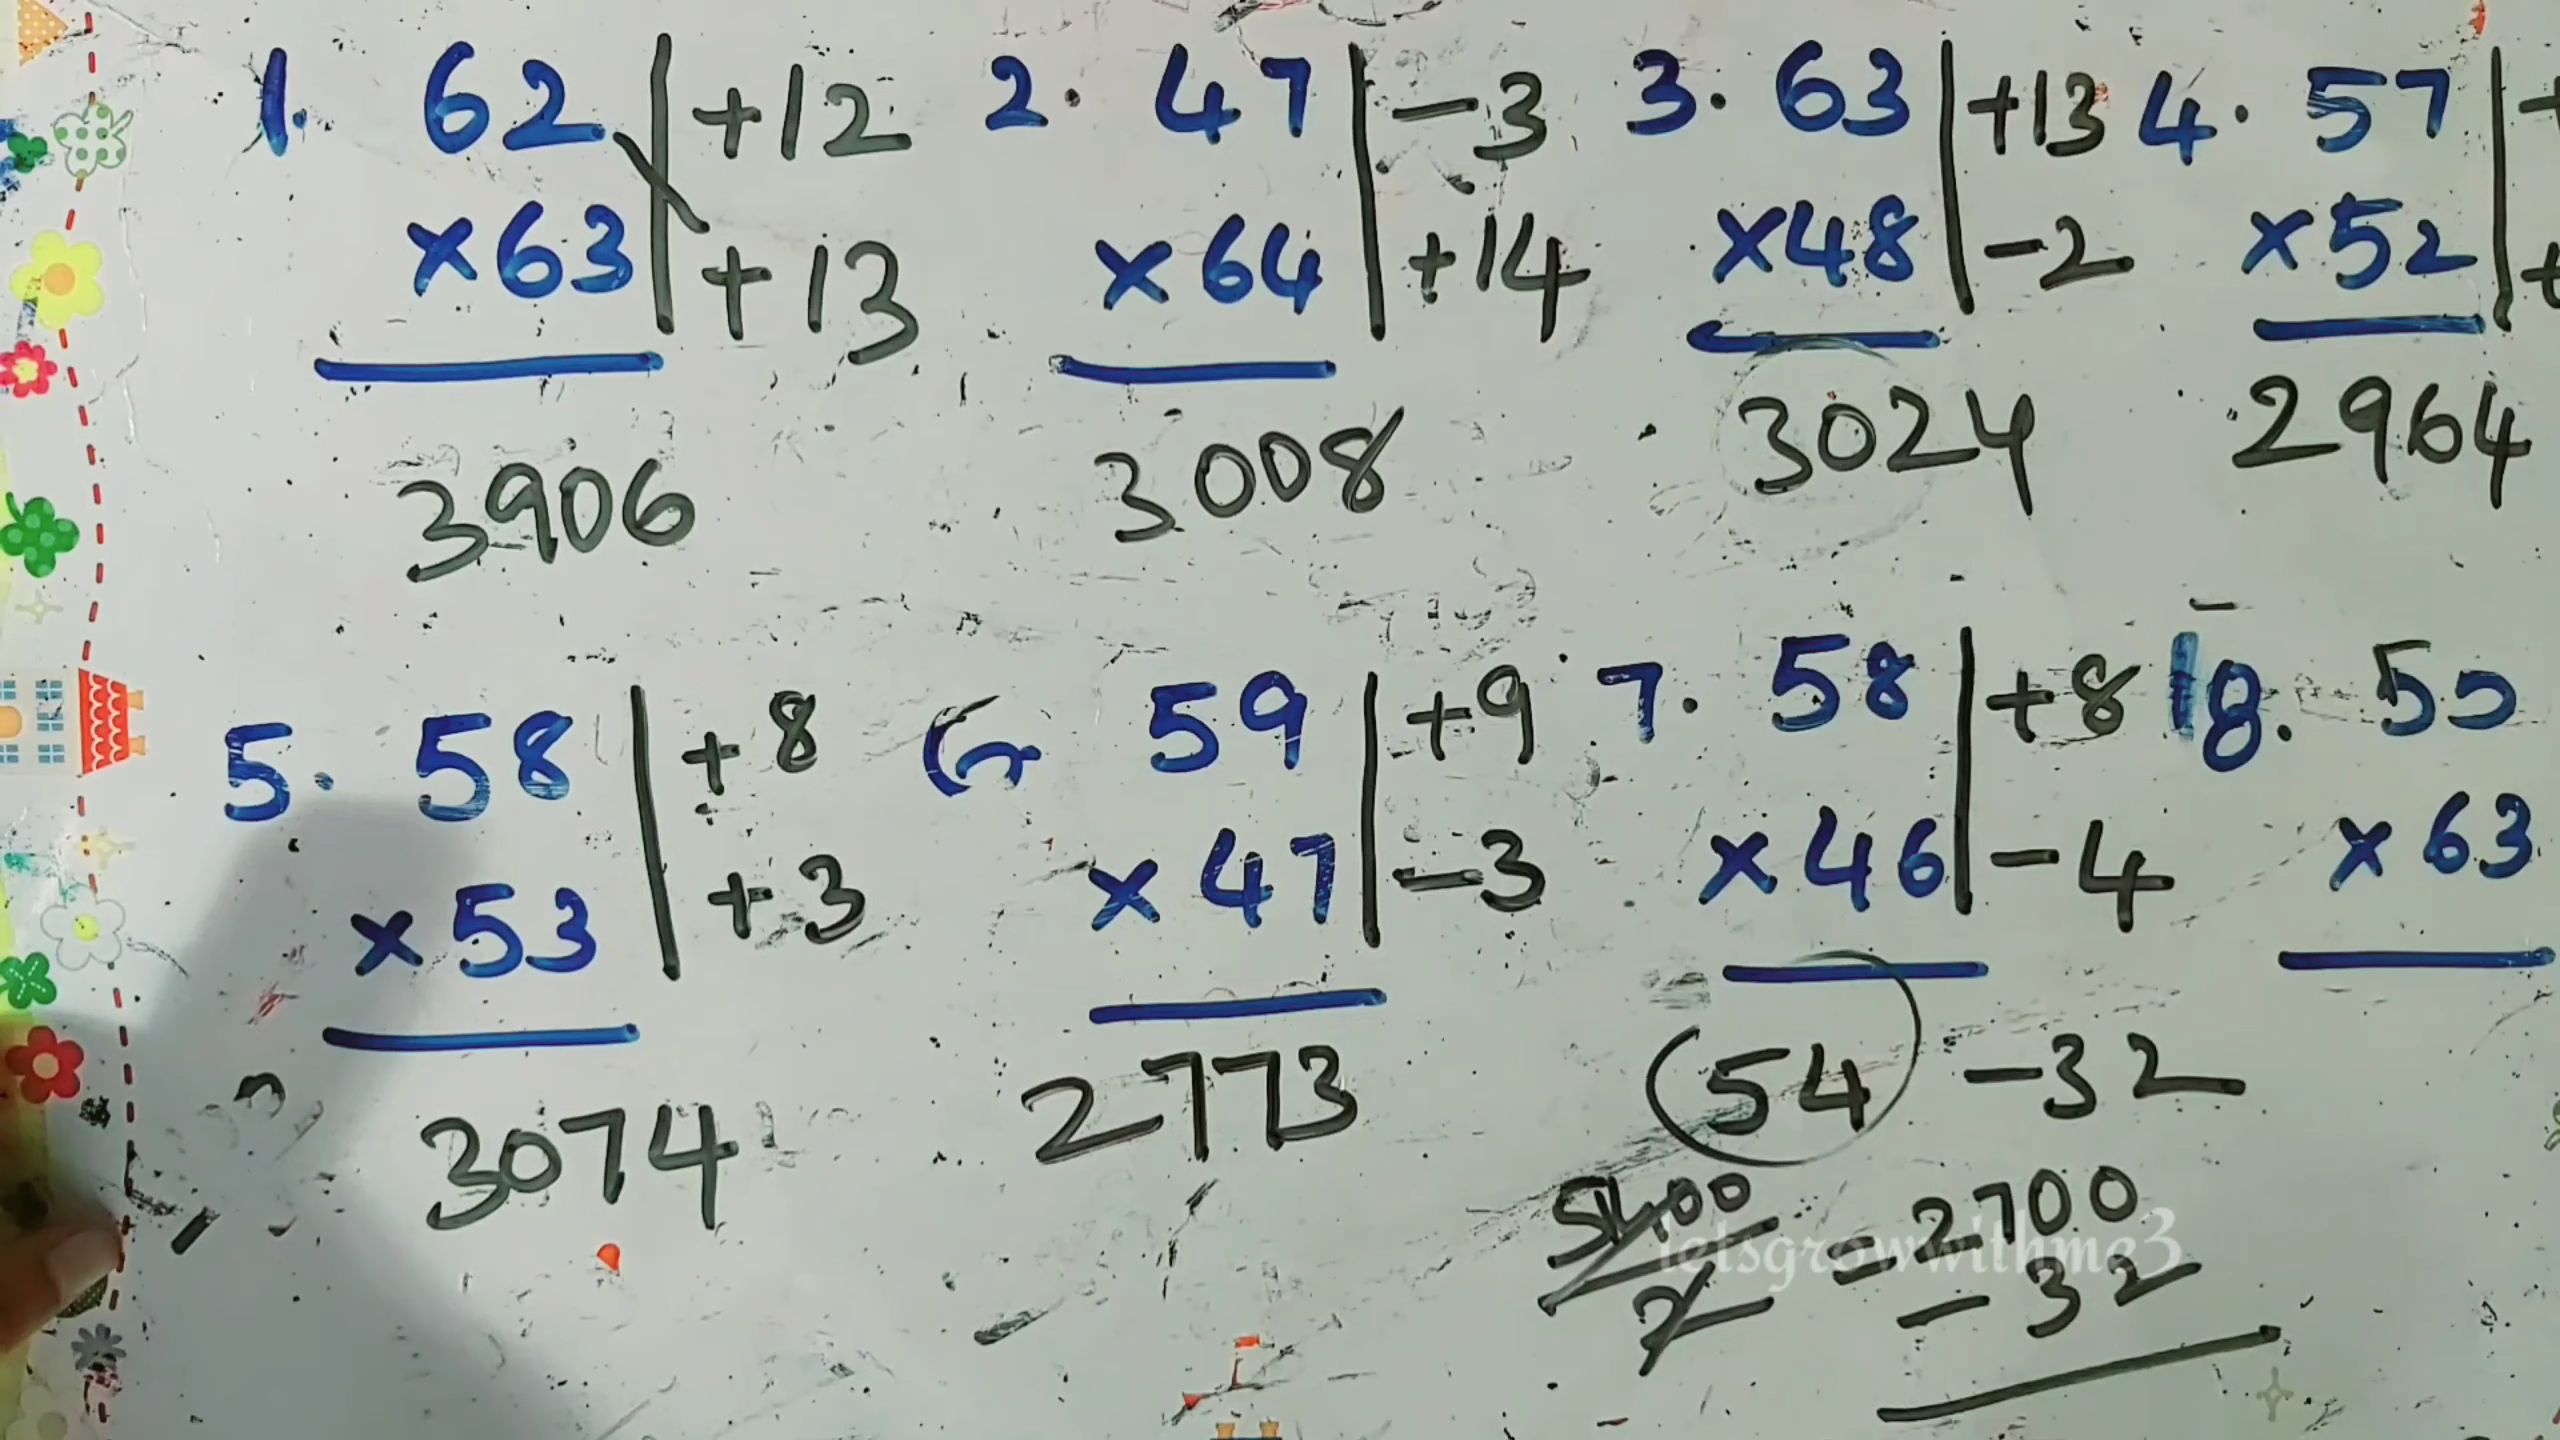 1. 62 +12
×63 +13
3906
2. 47 -3
×64 +14
3008
3. 63 +13
×48 -2
3024
4. 57 +
×52 +
2964
5. 58 +8
×53 +3
3074
6 59 +9
×47 -3
2773
7. 58 +8
×46 -4
54 -32
5400 = 2700
2 - 32
8. 55
×63
letsgrowwithme3